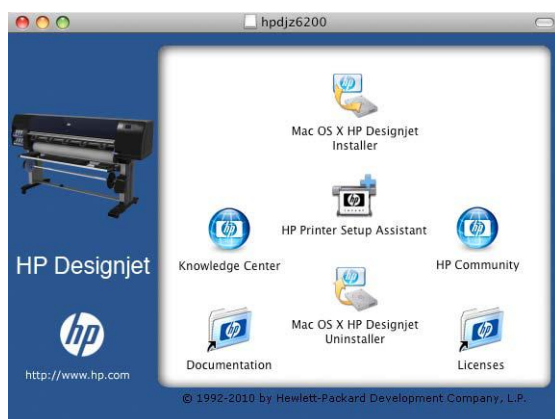 hpdjz6200
Mac OS X HP Designjet
Installer
HP Printer Setup Assistant
Knowledge Center
HP Community
HP Designjet
Mac OS X HP Designjet
Uninstaller
hp
Documentation
Licenses
http://www.hp.com
© 1992-2010 by Hewlett-Packard Development Company, L.P.